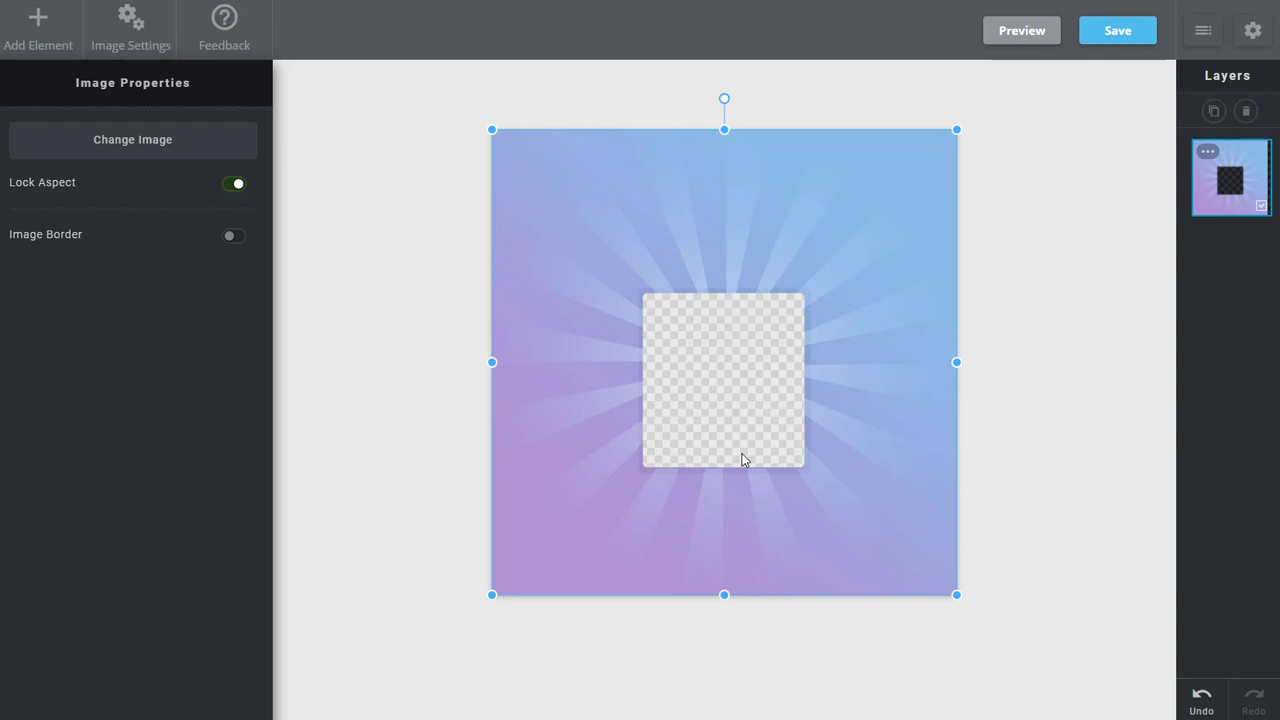 Add Element
Image Settings
Feedback
Preview
Save
Image Properties
Change Image
Lock Aspect
Image Border
Layers
Undo
Redo